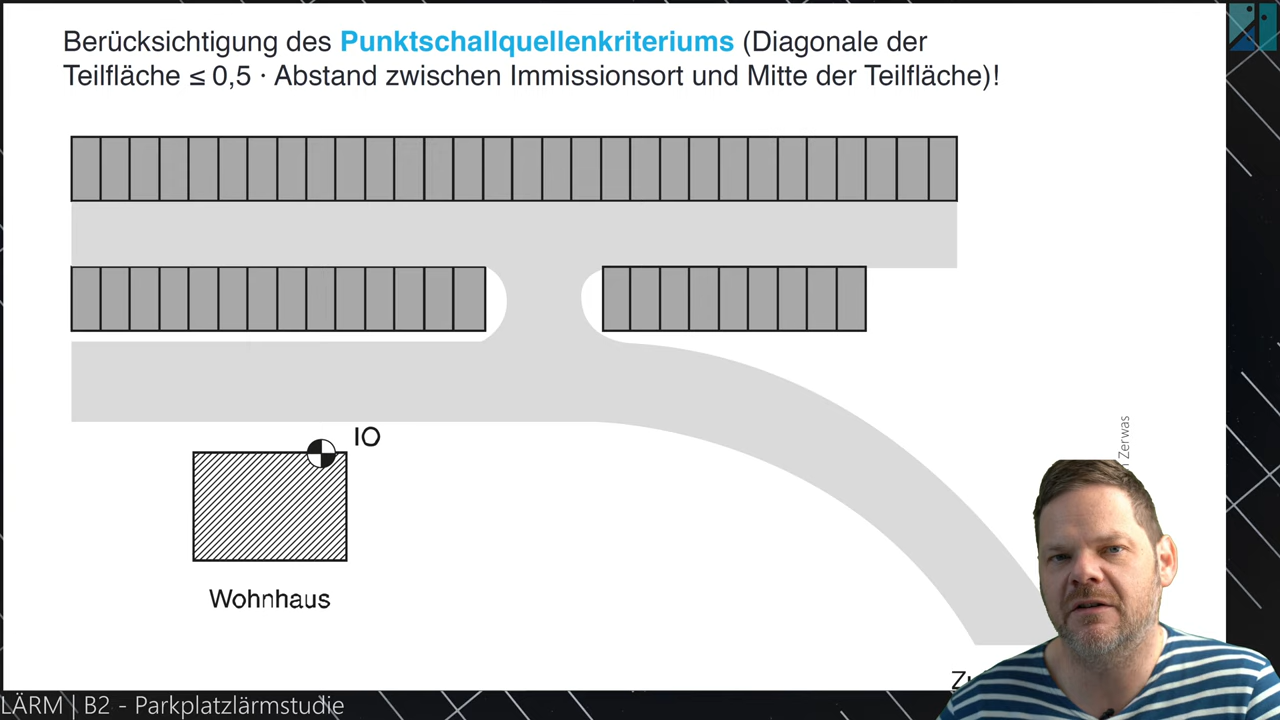 Berücksichtigung des Punktschallquellenkriteriums (Diagonale der
Teilfläche ≤ 0,5 · Abstand zwischen Immissionsort und Mitte der Teilfläche)!
IO
Zerwas
Wohnhaus
LÄRM | B2 - Parkplatzlärmstudie